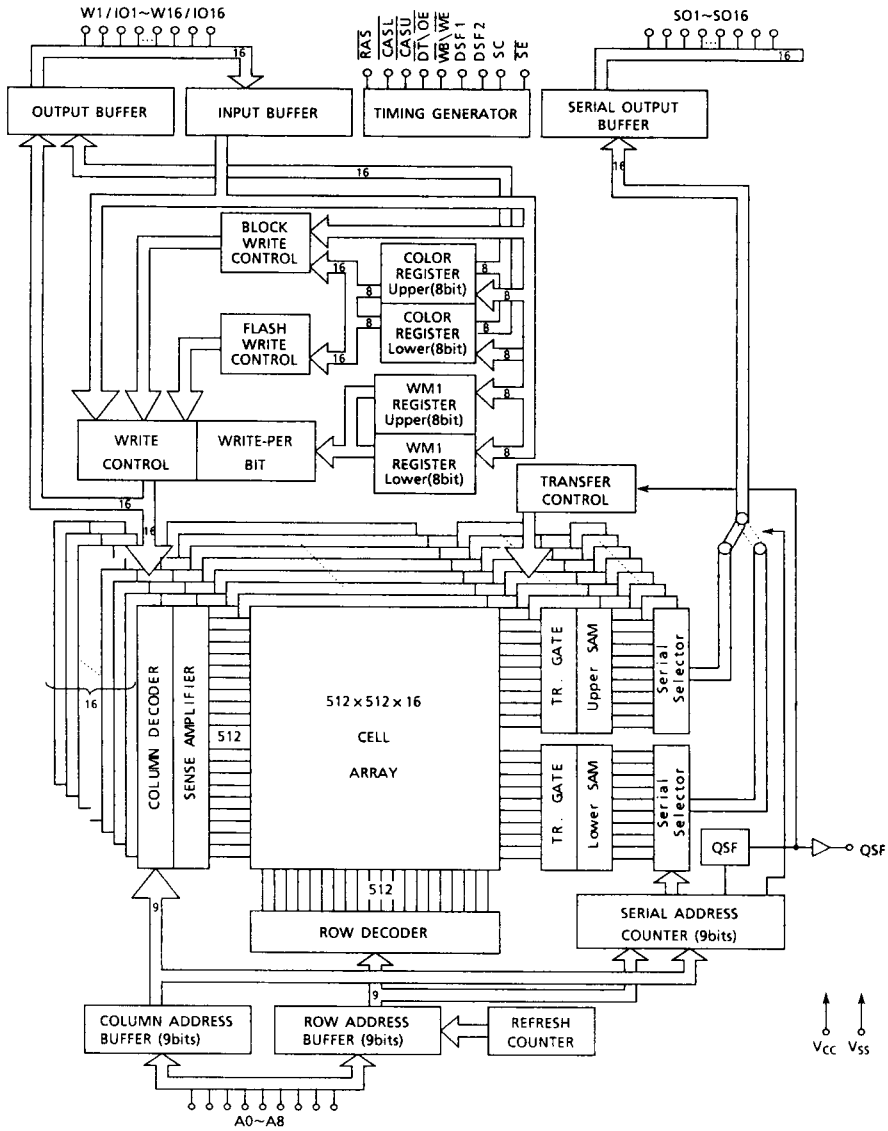 W1/IO1~W16/IO16
SO1~SO16
16
16
RAS
CASL
CASU
DT\OE
WB\WE
DSF1
DSF2
SC
SE
OUTPUT BUFFER
INPUT BUFFER
TIMING GENERATOR
SERIAL OUTPUT
BUFFER
16
16
BLOCK
WRITE
CONTROL
16
8
COLOR
REGISTER
Upper(8bit)
8
8
FLASH
WRITE
CONTROL
16
8
COLOR
REGISTER
Lower(8bit)
8
8
WM1
REGISTER
Upper(8bit)
8
WRITE
CONTROL
WRITE-PER
BIT
WM1
REGISTER
Lower(8bit)
8
TRANSFER
CONTROL
16
16
16
COLUMN DECODER
SENSE AMPLIFIER
512
512×512×16
CELL
ARRAY
TR. GATE
Upper SAM
Serial
Selector
TR. GATE
Lower SAM
Serial
Selector
QSF
QSF
512
9
ROW DECODER
SERIAL ADDRESS
COUNTER (9bits)
9
COLUMN ADDRESS
BUFFER (9bits)
ROW ADDRESS
BUFFER (9bits)
REFRESH
COUNTER
VCC
VSS
A0~A8